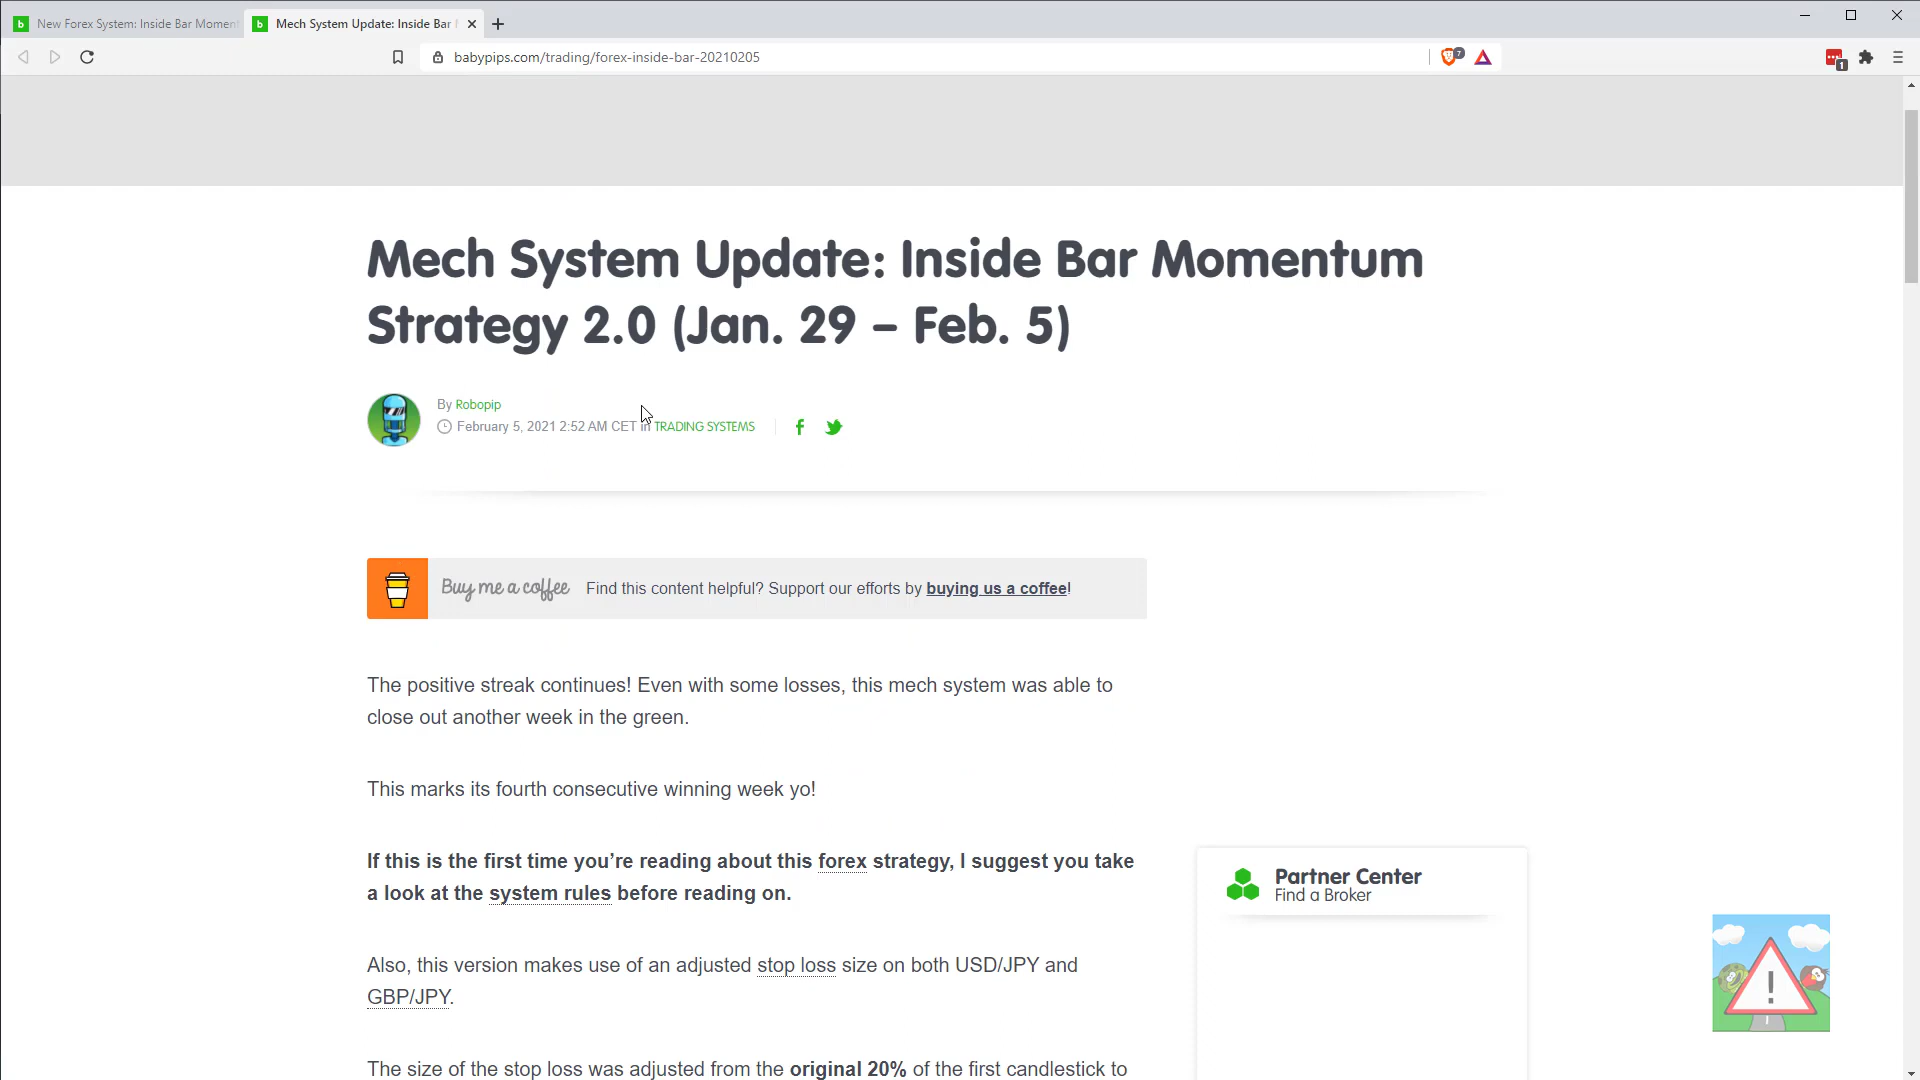 New Forex System: Inside Bar Moment
Mech System Update: Inside Bar
babypips.com/trading/forex-inside-bar-20210205
7
1
Mech System Update: Inside Bar Momentum
Strategy 2.0 (Jan. 29 – Feb. 5)
By Robopip
February 5, 2021 2:52 AM CET in TRADING SYSTEMS
Buy me a coffee Find this content helpful? Support our efforts by buying us a coffee!
The positive streak continues! Even with some losses, this mech system was able to
close out another week in the green.
This marks its fourth consecutive winning week yo!
If this is the first time you’re reading about this forex strategy, I suggest you take
a look at the system rules before reading on.
Also, this version makes use of an adjusted stop loss size on both USD/JPY and
GBP/JPY.
The size of the stop loss was adjusted from the original 20% of the first candlestick to
Partner Center
Find a Broker